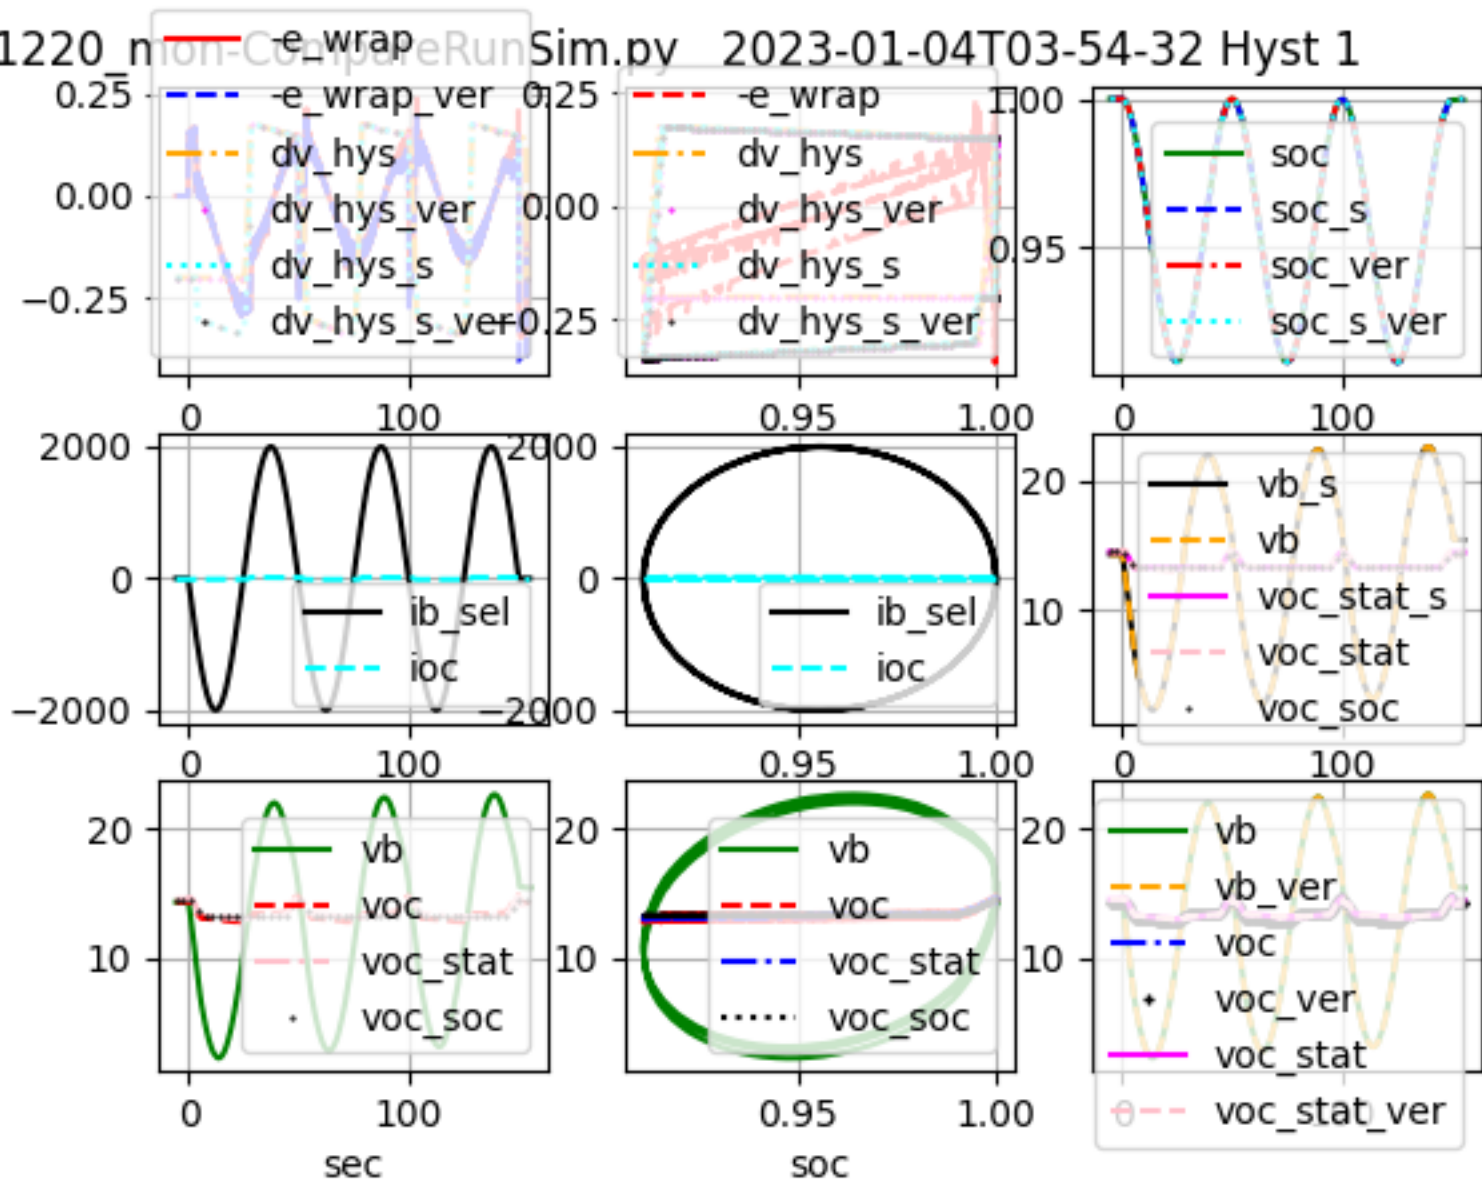 1220_mon-CompareRunSim.py 2023-01-04T03-54-32 Hyst 1
-e_wrap
-e_wrap_ver
dv_hys
dv_hys_ver
dv_hys_s
dv_hys_s_ver
0.25
0.00
−0.25
0 100
-e_wrap
dv_hys
dv_hys_ver
dv_hys_s
dv_hys_s_ver
0.25
0.00
−0.25
0.95 1.00
soc
soc_s
soc_ver
soc_s_ver
1.00
0.95
0 100
2000
0
−2000
ib_sel
ioc
0 100
2000
0
−2000
ib_sel
ioc
0.95 1.00
20
10
vb_s
vb
voc_stat_s
voc_stat
voc_soc
0 100
20
10
vb
voc
voc_stat
voc_soc
0 100
sec
20
10
vb
voc
voc_stat
voc_soc
0.95 1.00
soc
20
10
vb
vb_ver
voc
voc_ver
voc_stat
voc_stat_ver
0